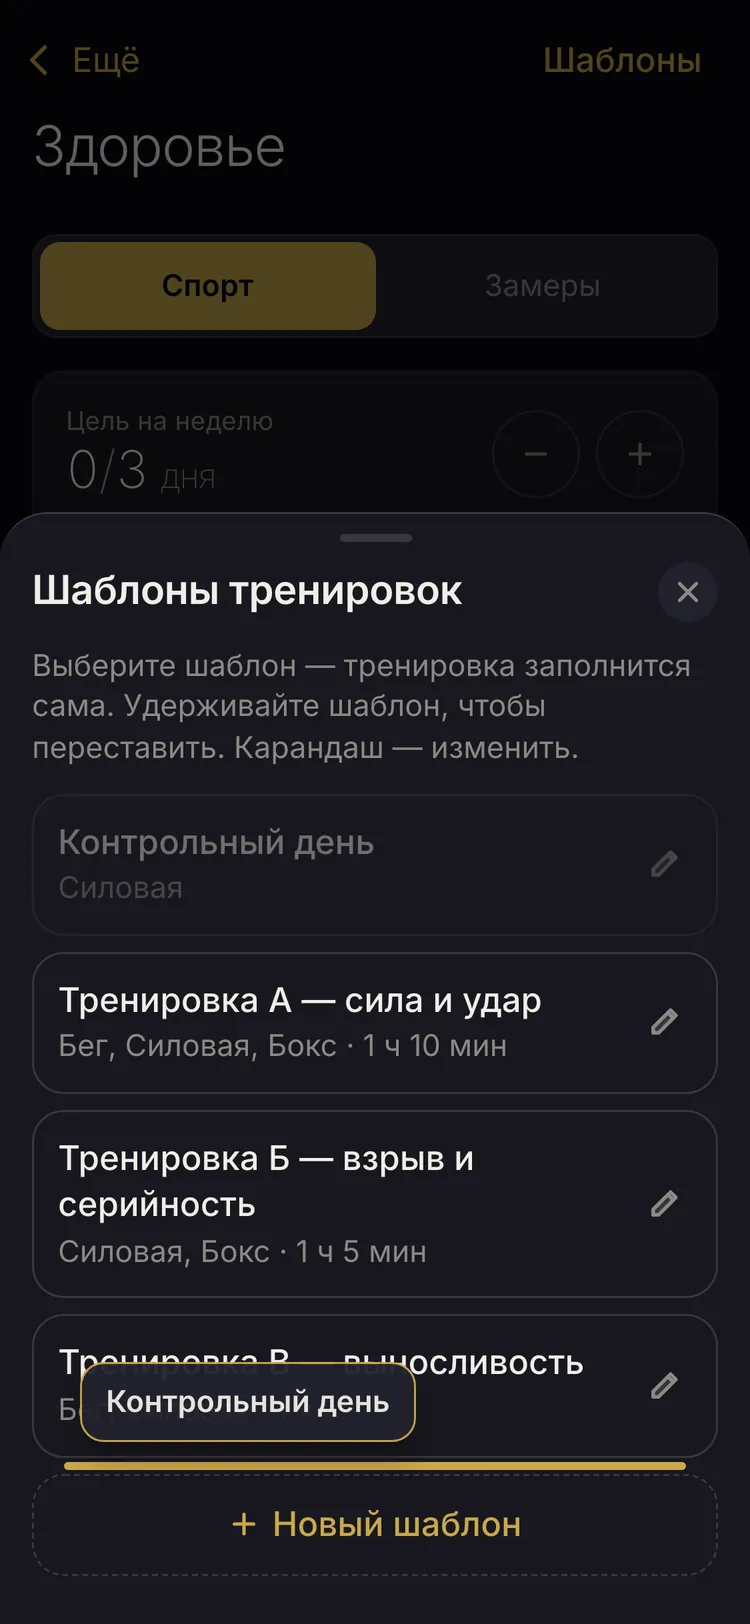 Ещё
Шаблоны
Здоровье
Спорт
Замеры
Цель на неделю
0/3 дня
Шаблоны тренировок
Выберите шаблон — тренировка заполнится
сама. Удерживайте шаблон, чтобы
переставить. Карандаш — изменить.
Контрольный день
Силовая
Тренировка А — сила и удар
Бег, Силовая, Бокс · 1 ч 10 мин
Тренировка Б — взрыв и
серийность
Силовая, Бокс · 1 ч 5 мин
Тренировка В — выносливость
Контрольный день
+ Новый шаблон